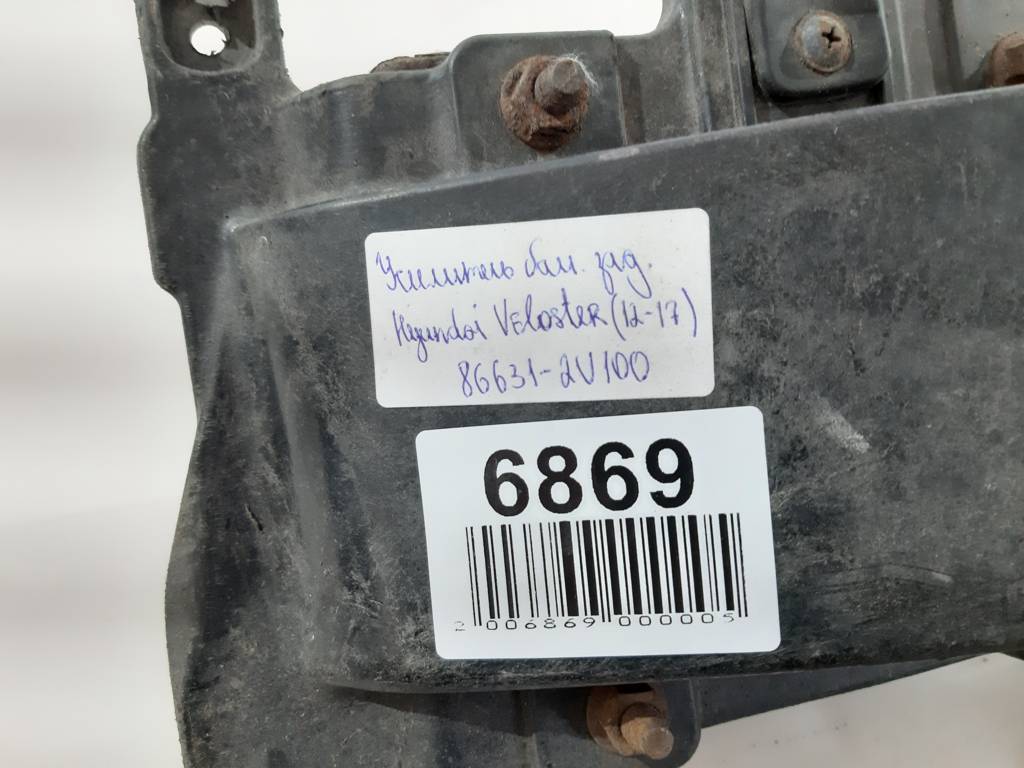 Усилитель бам. зад.
Hyundai Veloster (12-17)
86631-2V100
6869
2 006869 000005